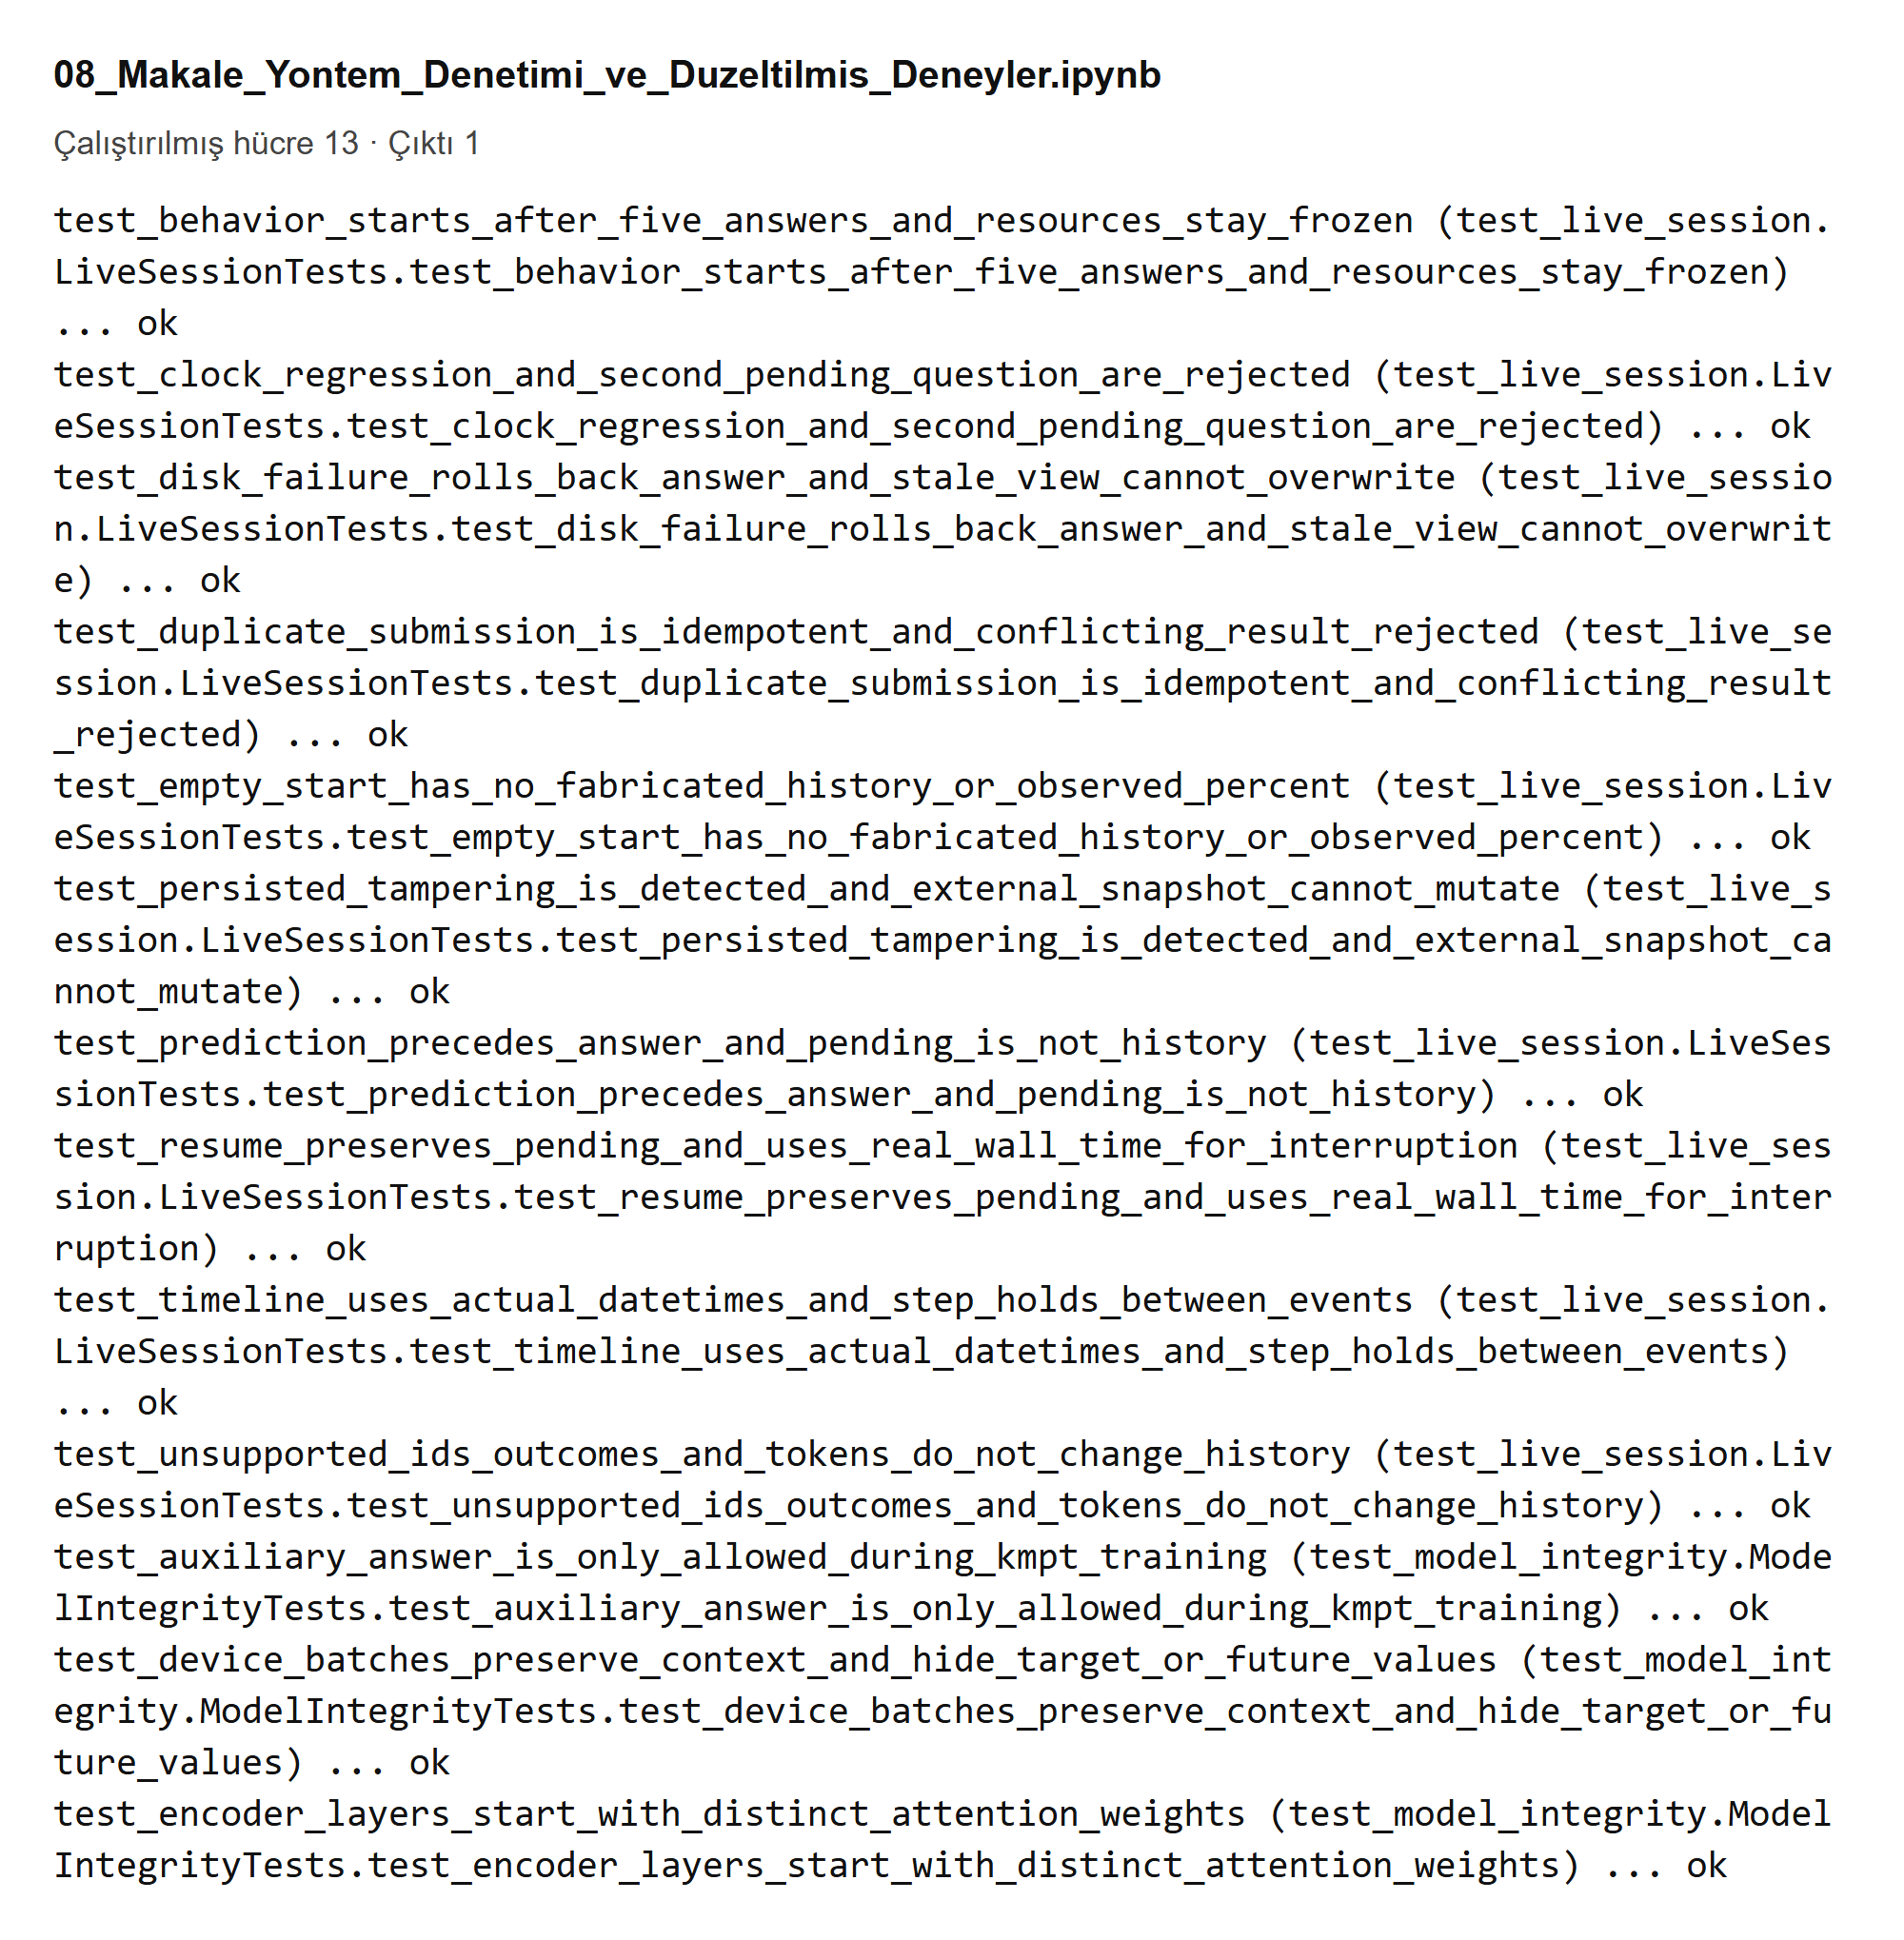 08_Makale_Yontem_Denetimi_ve_Duzeltilmis_Deneyler.ipynb
Çalıştırılmış hücre 13 · Çıktı 1
test_behavior_starts_after_five_answers_and_resources_stay_frozen (test_live_session.
LiveSessionTests.test_behavior_starts_after_five_answers_and_resources_stay_frozen)
... ok
test_clock_regression_and_second_pending_question_are_rejected (test_live_session.Liv
eSessionTests.test_clock_regression_and_second_pending_question_are_rejected) ... ok
test_disk_failure_rolls_back_answer_and_stale_view_cannot_overwrite (test_live_sessio
n.LiveSessionTests.test_disk_failure_rolls_back_answer_and_stale_view_cannot_overwrit
e) ... ok
test_duplicate_submission_is_idempotent_and_conflicting_result_rejected (test_live_se
ssion.LiveSessionTests.test_duplicate_submission_is_idempotent_and_conflicting_result
_rejected) ... ok
test_empty_start_has_no_fabricated_history_or_observed_percent (test_live_session.Liv
eSessionTests.test_empty_start_has_no_fabricated_history_or_observed_percent) ... ok
test_persisted_tampering_is_detected_and_external_snapshot_cannot_mutate (test_live_s
ession.LiveSessionTests.test_persisted_tampering_is_detected_and_external_snapshot_ca
nnot_mutate) ... ok
test_prediction_precedes_answer_and_pending_is_not_history (test_live_session.LiveSes
sionTests.test_prediction_precedes_answer_and_pending_is_not_history) ... ok
test_resume_preserves_pending_and_uses_real_wall_time_for_interruption (test_live_ses
sion.LiveSessionTests.test_resume_preserves_pending_and_uses_real_wall_time_for_inter
ruption) ... ok
test_timeline_uses_actual_datetimes_and_step_holds_between_events (test_live_session.
LiveSessionTests.test_timeline_uses_actual_datetimes_and_step_holds_between_events)
... ok
test_unsupported_ids_outcomes_and_tokens_do_not_change_history (test_live_session.Liv
eSessionTests.test_unsupported_ids_outcomes_and_tokens_do_not_change_history) ... ok
test_auxiliary_answer_is_only_allowed_during_kmpt_training (test_model_integrity.Mode
lIntegrityTests.test_auxiliary_answer_is_only_allowed_during_kmpt_training) ... ok
test_device_batches_preserve_context_and_hide_target_or_future_values (test_model_int
egrity.ModelIntegrityTests.test_device_batches_preserve_context_and_hide_target_or_fu
ture_values) ... ok
test_encoder_layers_start_with_distinct_attention_weights (test_model_integrity.Model
IntegrityTests.test_encoder_layers_start_with_distinct_attention_weights) ... ok